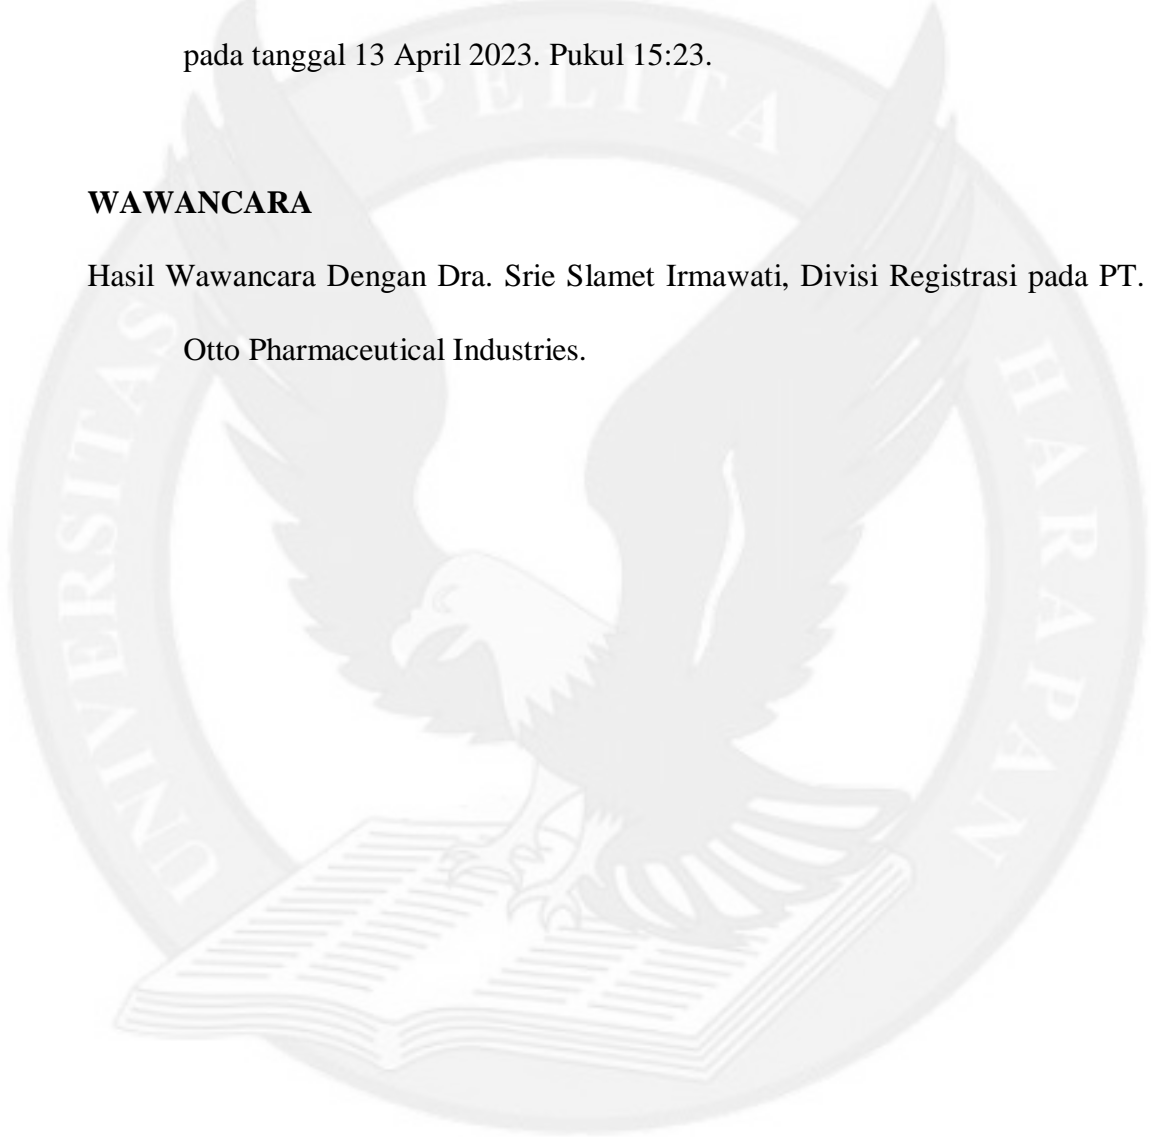 pada tanggal 13 April 2023. Pukul 15:23.
PELITA
WAWANCARA
Hasil Wawancara Dengan Dra. Srie Slamet Irmawati, Divisi Registrasi pada PT.
Otto Pharmaceutical Industries.
UNIVERSITAS
HARAPAN